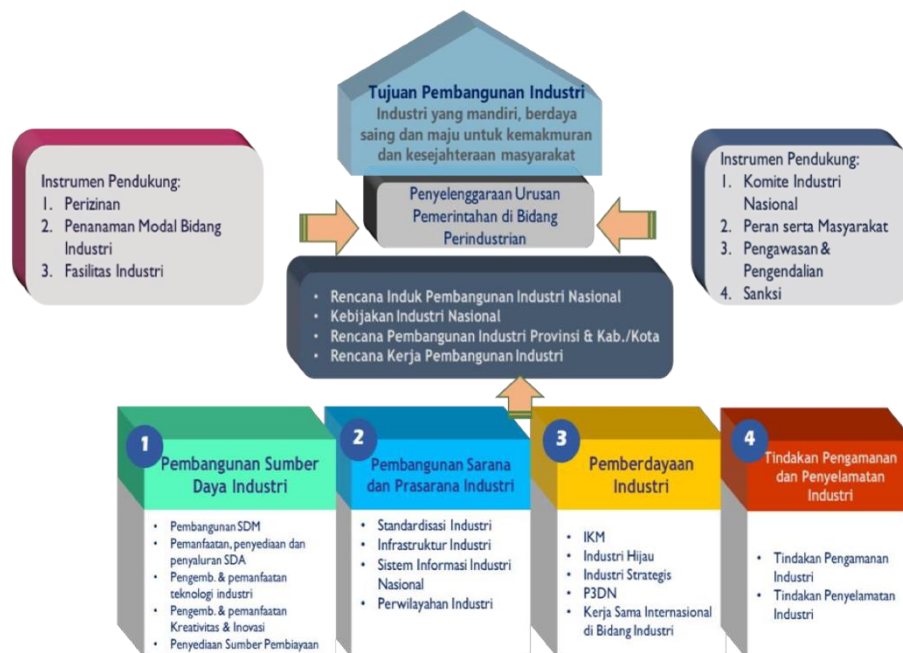 Tujuan Pembangunan Industri
Industri yang mandiri, berdaya
saing dan maju untuk kemakmuran
dan kesejahteraan masyarakat
Instrumen Pendukung:
1. Perizinan
2. Penanaman Modal Bidang
Industri
3. Fasilitas Industri
Penyelenggaraan Urusan
Pemerintahan di Bidang
Perindustrian
Instrumen Pendukung:
1. Komite Industri
Nasional
2. Peran serta Masyarakat
3. Pengawasan &
Pengendalian
4. Sanksi
• Rencana Induk Pembangunan Industri Nasional
• Kebijakan Industri Nasional
• Rencana Pembangunan Industri Provinsi & Kab./Kota
• Rencana Kerja Pembangunan Industri
1
Pembangunan Sumber
Daya Industri
• Pembangunan SDM
• Pemanfaatan, penyediaan dan
penyaluran SDA
• Pengemb. & pemanfaatan
teknologi industri
• Pengemb. & pemanfaatan
Kreativitas & Inovasi
• Penyediaan Sumber Pembiayaan
2
Pembangunan Sarana
dan Prasarana Industri
• Standardisasi Industri
• Infrastruktur Industri
• Sistem Informasi Industri
Nasional
• Perwilayahan Industri
3
Pemberdayaan
Industri
• IKM
• Industri Hijau
• Industri Strategis
• P3DN
• Kerja Sama Internasional
di Bidang Industri
4
Tindakan Pengamanan
dan Penyelamatan
Industri
• Tindakan Pengamanan
Industri
• Tindakan Penyelamatan
Industri